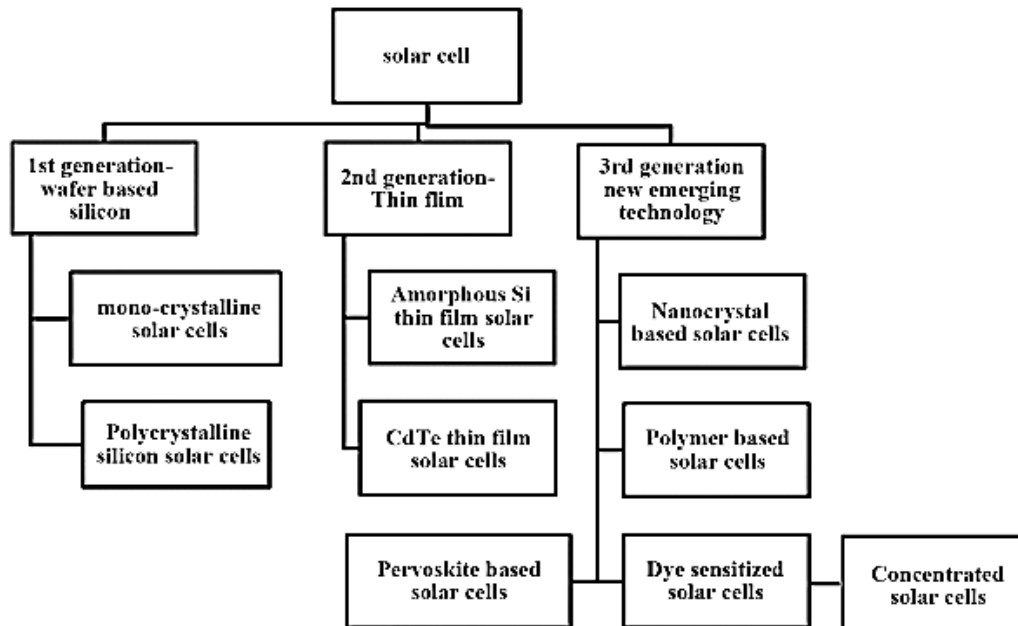 solar cell
1st generation-
wafer based
silicon
2nd generation-
Thin flim
3rd generation
new emerging
technology
mono-crystalline
solar cells
Amorphous Si
thin film solar
cells
Nanocrystal
based solar cells
Polycrystalline
silicon solar cells
CdTe thin film
solar cells
Polymer based
solar cells
Pervoskite based
solar cells
Dye sensitized
solar cells
Concentrated
solar cells